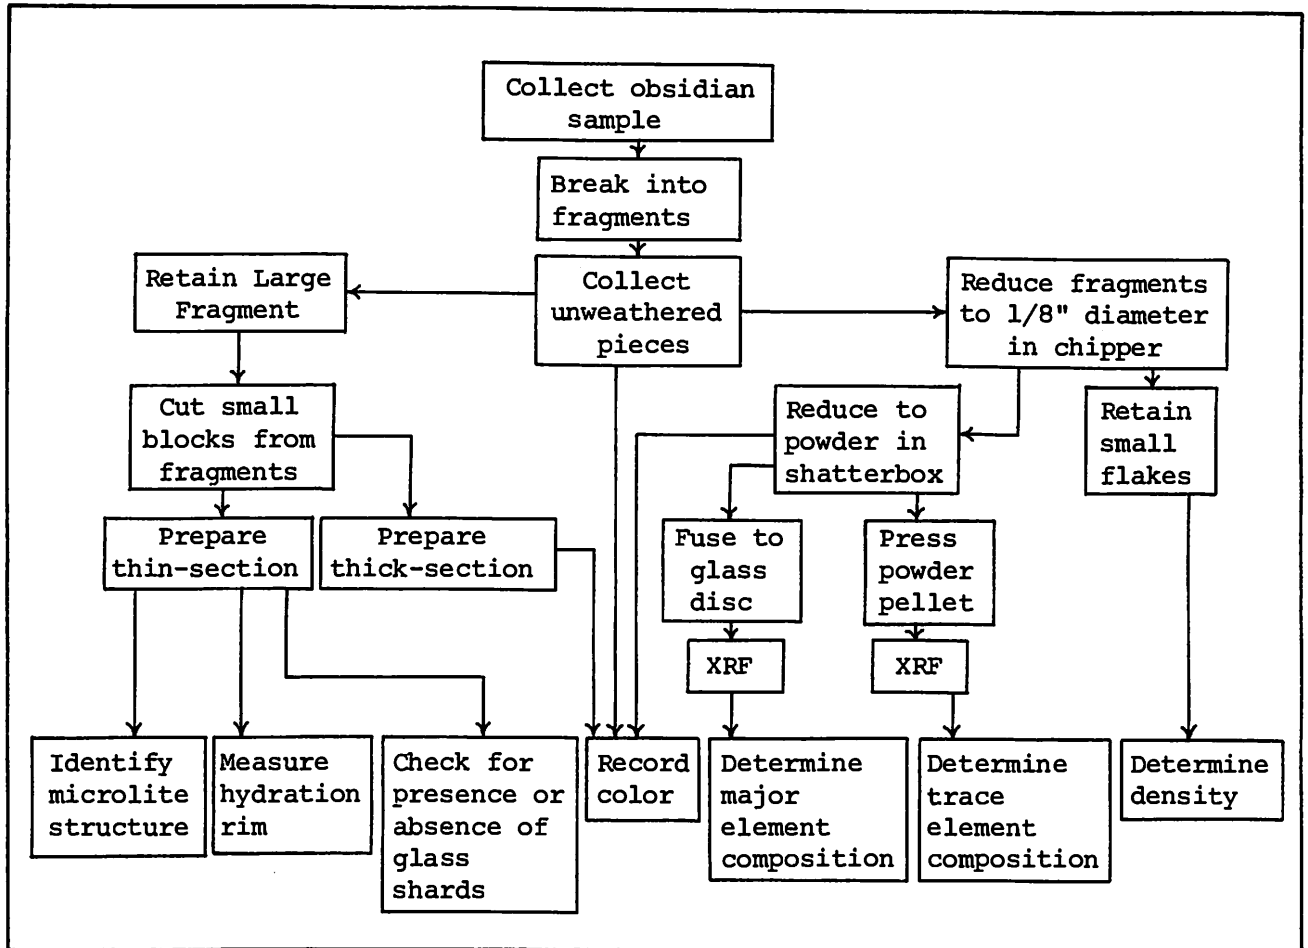 Collect obsidian
sample
Break into
fragments
Retain Large
Fragment
Collect
unweathered
pieces
Reduce fragments
to 1/8" diameter
in chipper
Cut small
blocks from
fragments
Reduce to
powder in
shatterbox
Retain
small
flakes
Prepare
thin-section
Prepare
thick-section
Fuse to
glass
disc
Press
powder
pellet
XRF
XRF
Identify
microlite
structure
Measure
hydration
rim
Check for
presence or
absence of
glass
shards
Record
color
Determine
major
element
composition
Determine
trace
element
composition
Determine
density